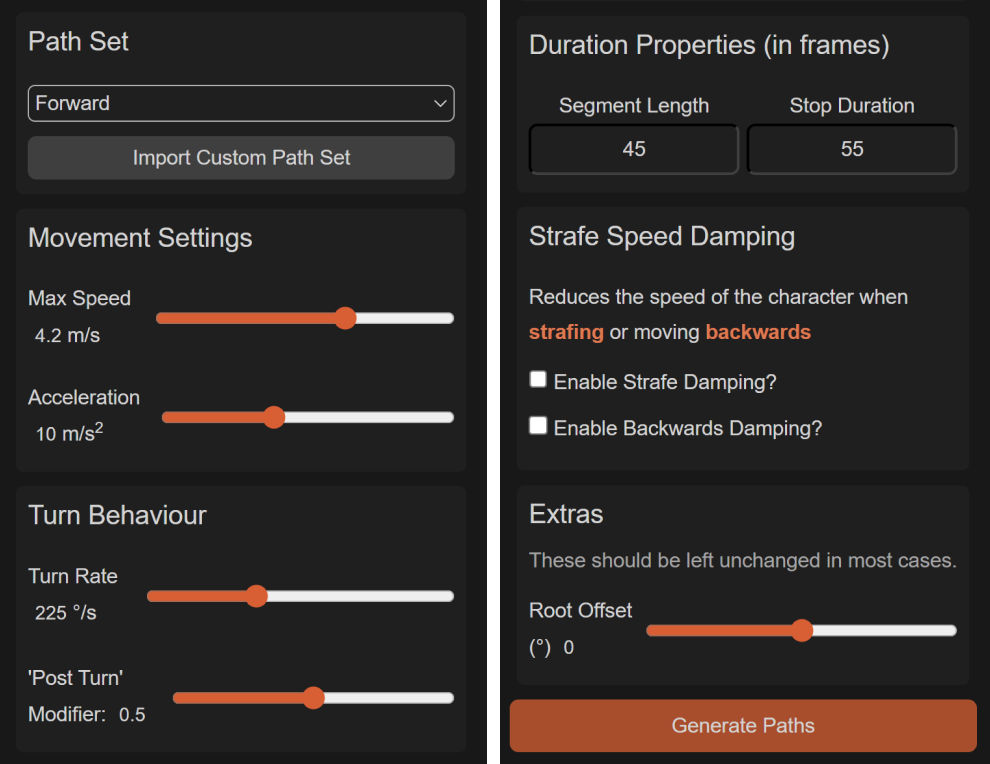 Path Set
Forward
Import Custom Path Set
Movement Settings
Max Speed
4.2 m/s
Acceleration
10 m/s²
Turn Behaviour
Turn Rate
225 °/s
'Post Turn'
Modifier: 0.5
Duration Properties (in frames)
Segment Length Stop Duration
45 55
Strafe Speed Damping
Reduces the speed of the character when
strafing or moving backwards
Enable Strafe Damping?
Enable Backwards Damping?
Extras
These should be left unchanged in most cases.
Root Offset
(°) 0
Generate Paths